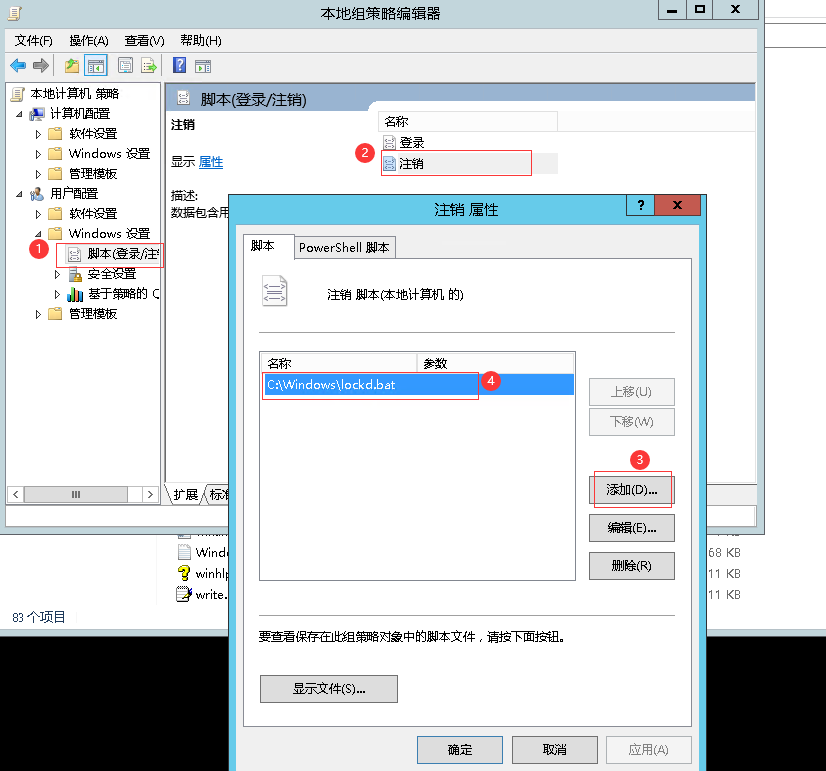 本地组策略编辑器
X
文件(F) 操作(A) 查看(V) 帮助(H)
本地计算机 策略
计算机配置
软件设置
Windows 设置
管理模板
用户配置
软件设置
Windows 设置
1
脚本(登录/注
安全设置
基于策略的 Q
管理模板
脚本(登录/注销)
注销
显示 属性
描述:
数据包含用
名称
登录
2
注销
扩展
标准
注销 属性
? X
脚本 PowerShell 脚本
注销 脚本(本地计算机 的)
名称 参数
C:\Windows\lockd.bat
4
上移(U)
下移(W)
3
添加(D)...
编辑(E)...
删除(R)
要查看保存在此组策略对象中的脚本文件，请按下面按钮。
显示文件(S)...
确定 取消 应用(A)
Wind
68 KB
winhlp
11 KB
write.
11 KB
83 个项目